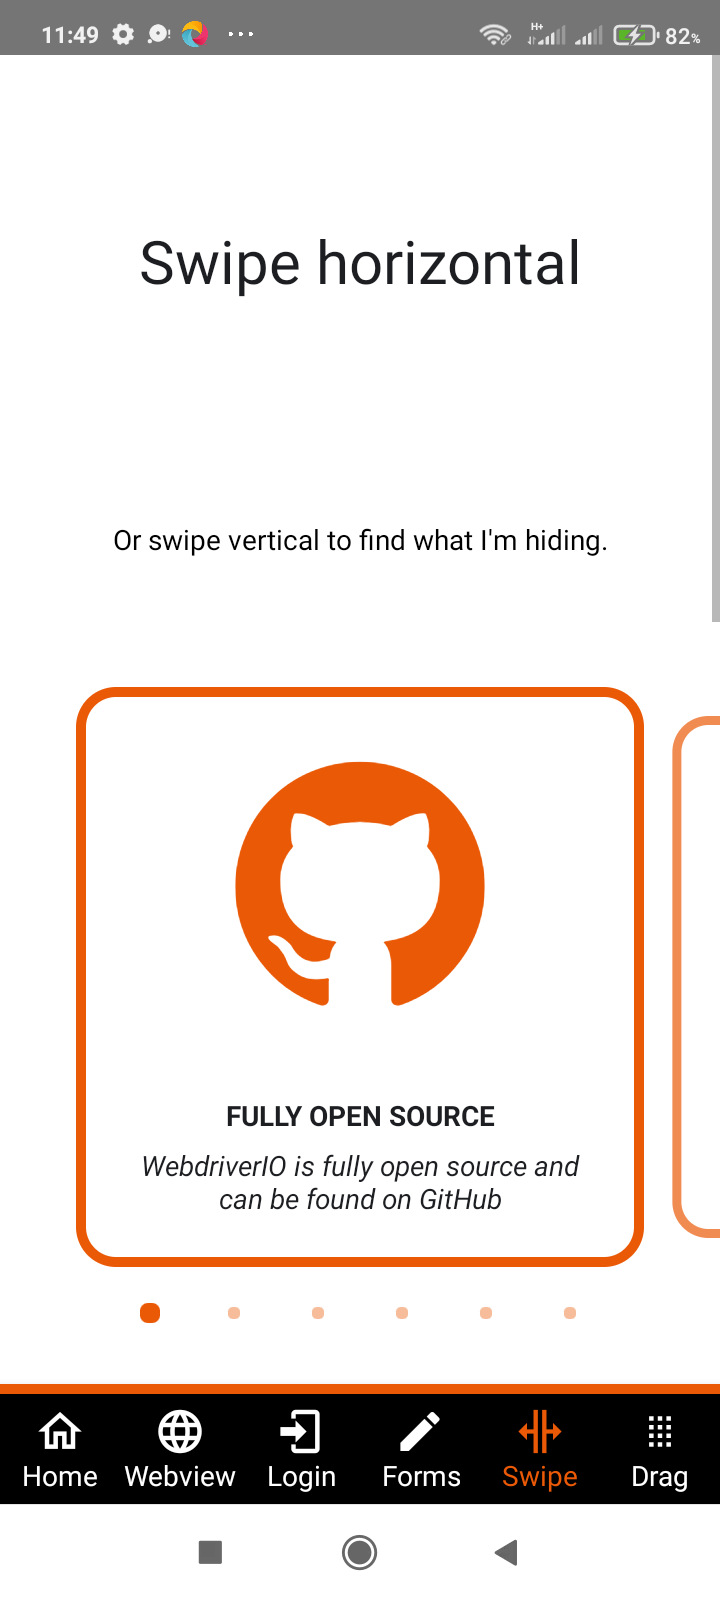 11:49
H+
82%
Swipe horizontal
Or swipe vertical to find what I'm hiding.
FULLY OPEN SOURCE
WebdriverIO is fully open source and
can be found on GitHub
Home Webview Login Forms Swipe Drag